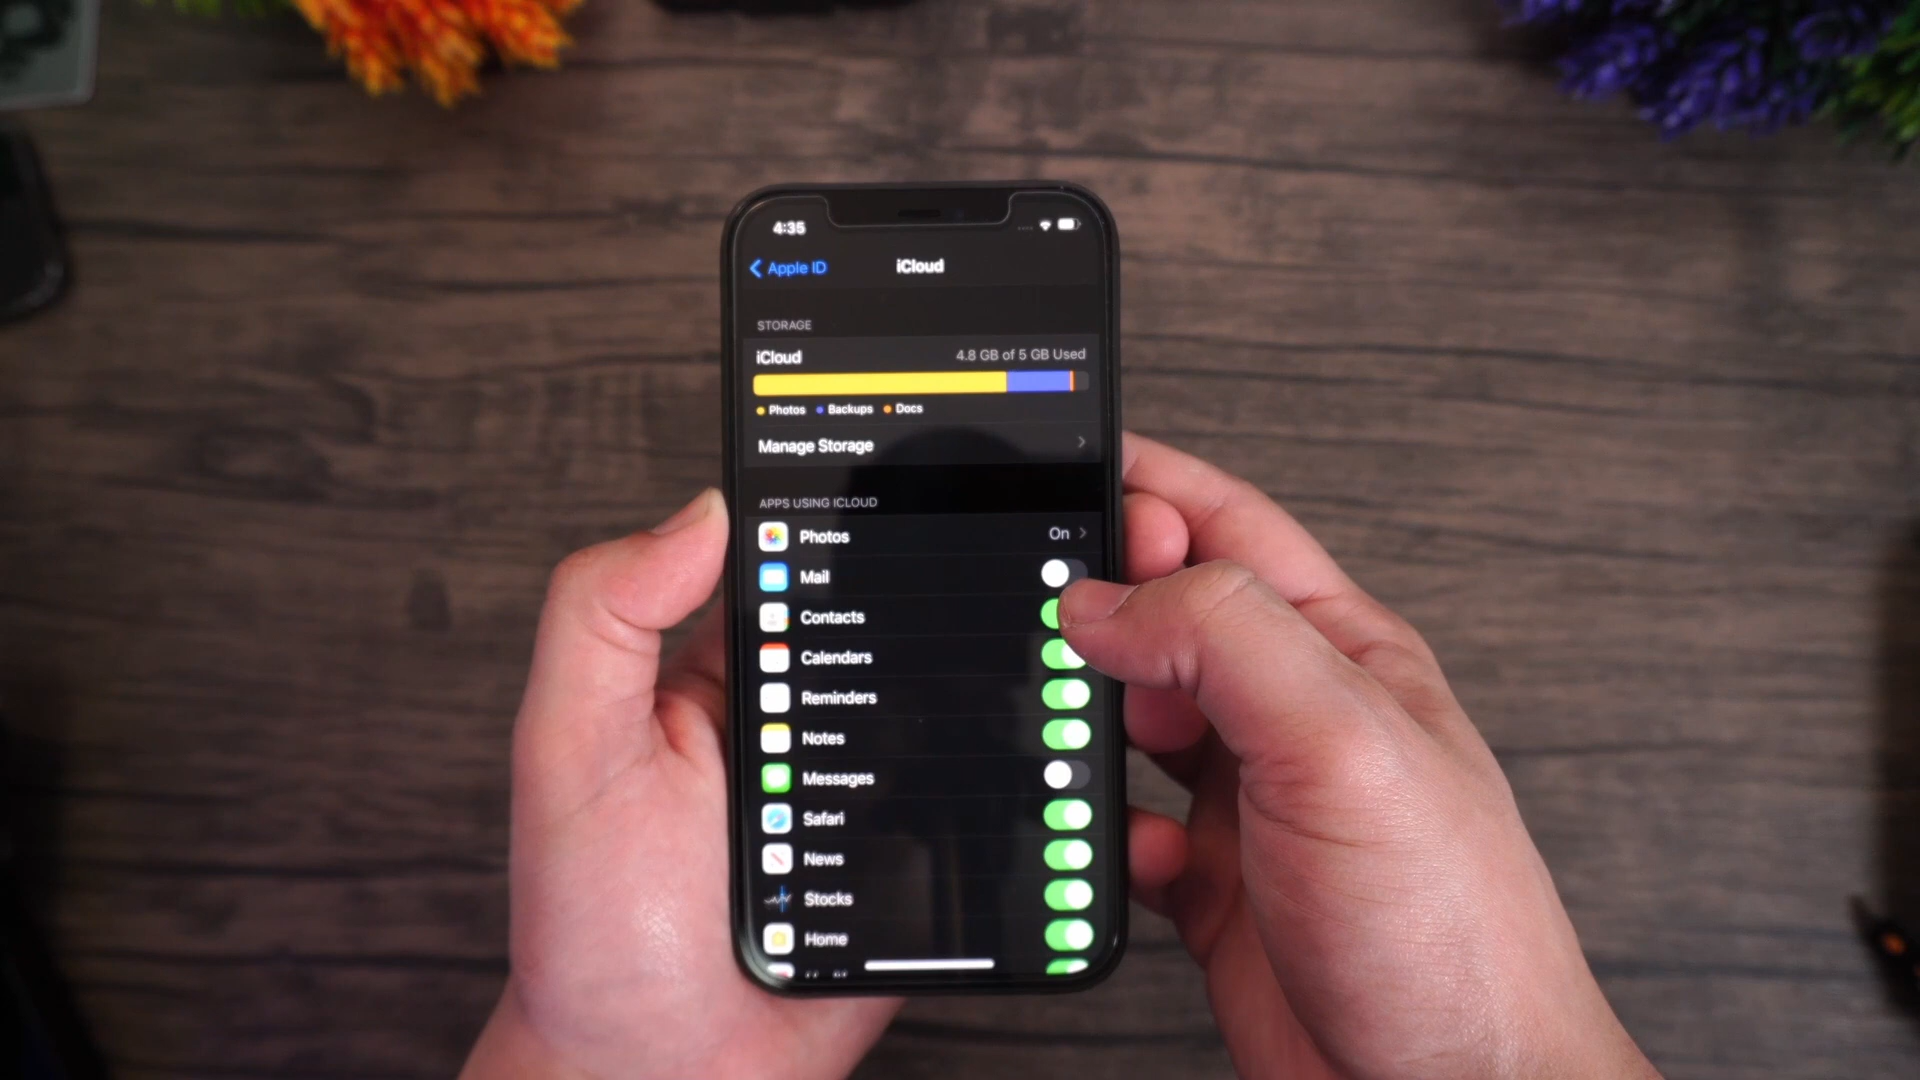 4:35
Apple ID
iCloud
STORAGE
iCloud 4.8 GB of 5 GB Used
Photos Backups Docs
Manage Storage
APPS USING ICLOUD
Photos On
Mail
Contacts
Calendars
Reminders
Notes
Messages
Safari
News
Stocks
Home